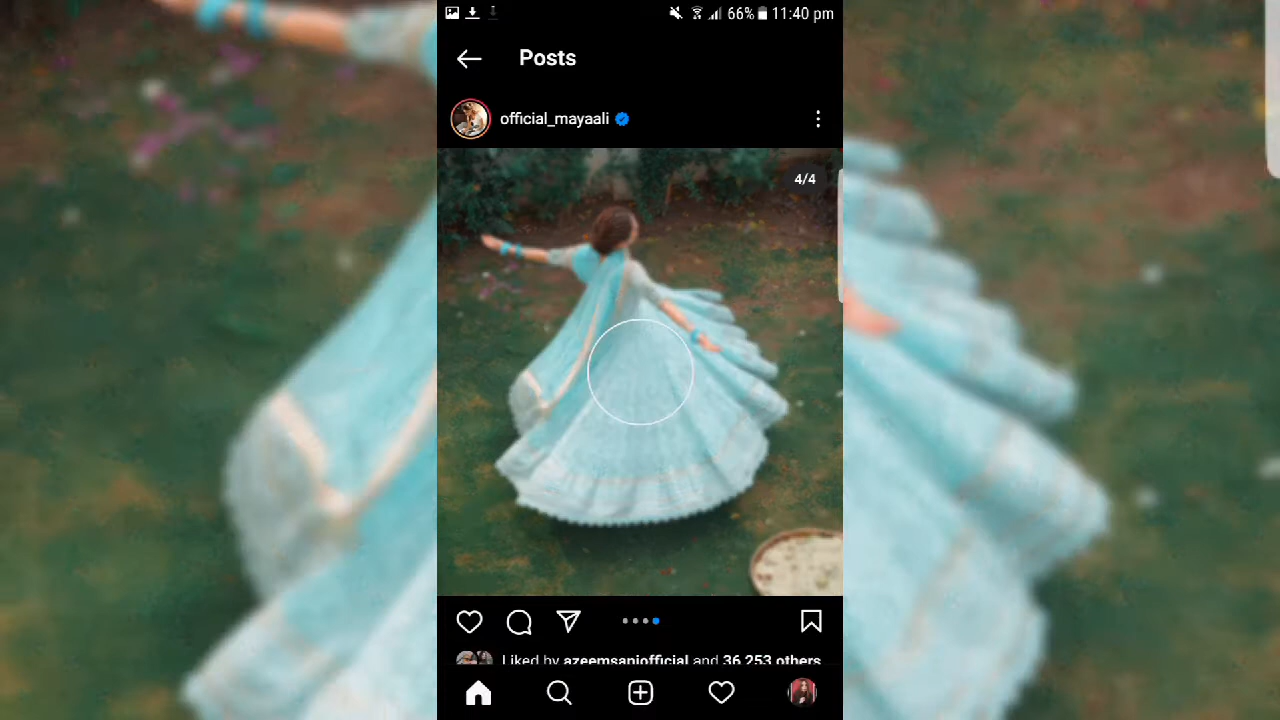 66% 11:40 pm
Posts
official_mayaali
4/4
Liked by azeemsaniofficial and 36,253 others